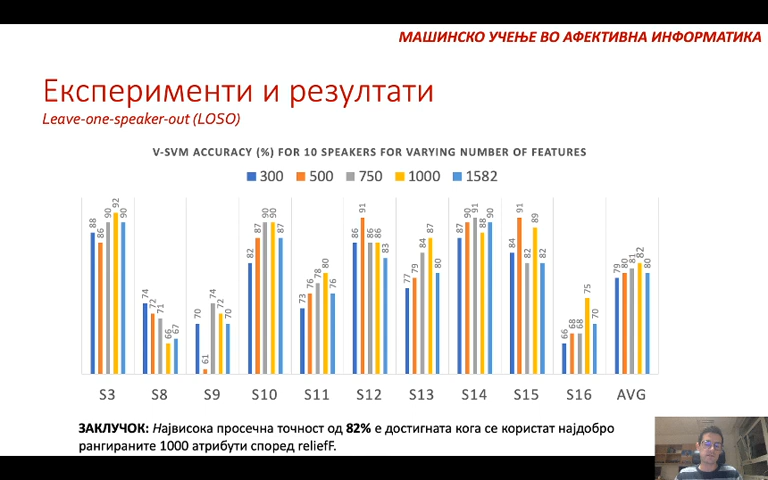 МАШИНСКО УЧЕЊЕ ВО АФЕКТИВНА ИНФОРМАТИКА
Експерименти и резултати
Leave-one-speaker-out (LOSO)
V-SVM ACCURACY (%) FOR 10 SPEAKERS FOR VARYING NUMBER OF FEATURES
300 500 750 1000 1582
88 86 90 92 90
74 72 71 66 67
70 61 74 72 70
82 87 90 90 87
73 76 78 80 76
86 91 86 86 83
77 79 84 87 80
87 90 91 88 90
84 91 82 89 82
66 68 68 75 70
79 80 81 82 80
S3 S8 S9 S10 S11 S12 S13 S14 S15 S16 AVG
ЗАКЛУЧОК: Највисока просечна точност од 82% е достигната кога се користат најдобро
рангираните 1000 атрибути според reliefF.